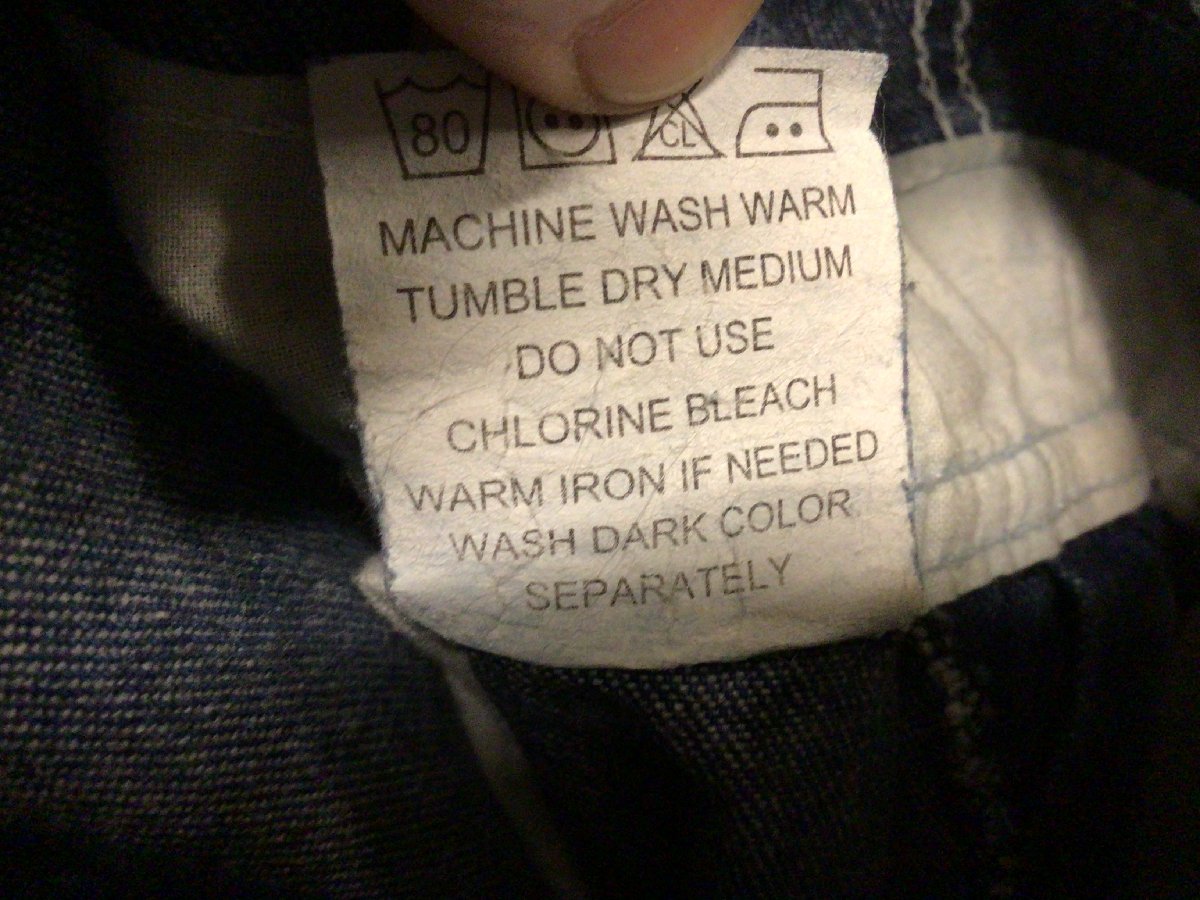 80 CL
MACHINE WASH WARM
TUMBLE DRY MEDIUM
DO NOT USE
CHLORINE BLEACH
WARM IRON IF NEEDED
WASH DARK COLOR
SEPARATELY